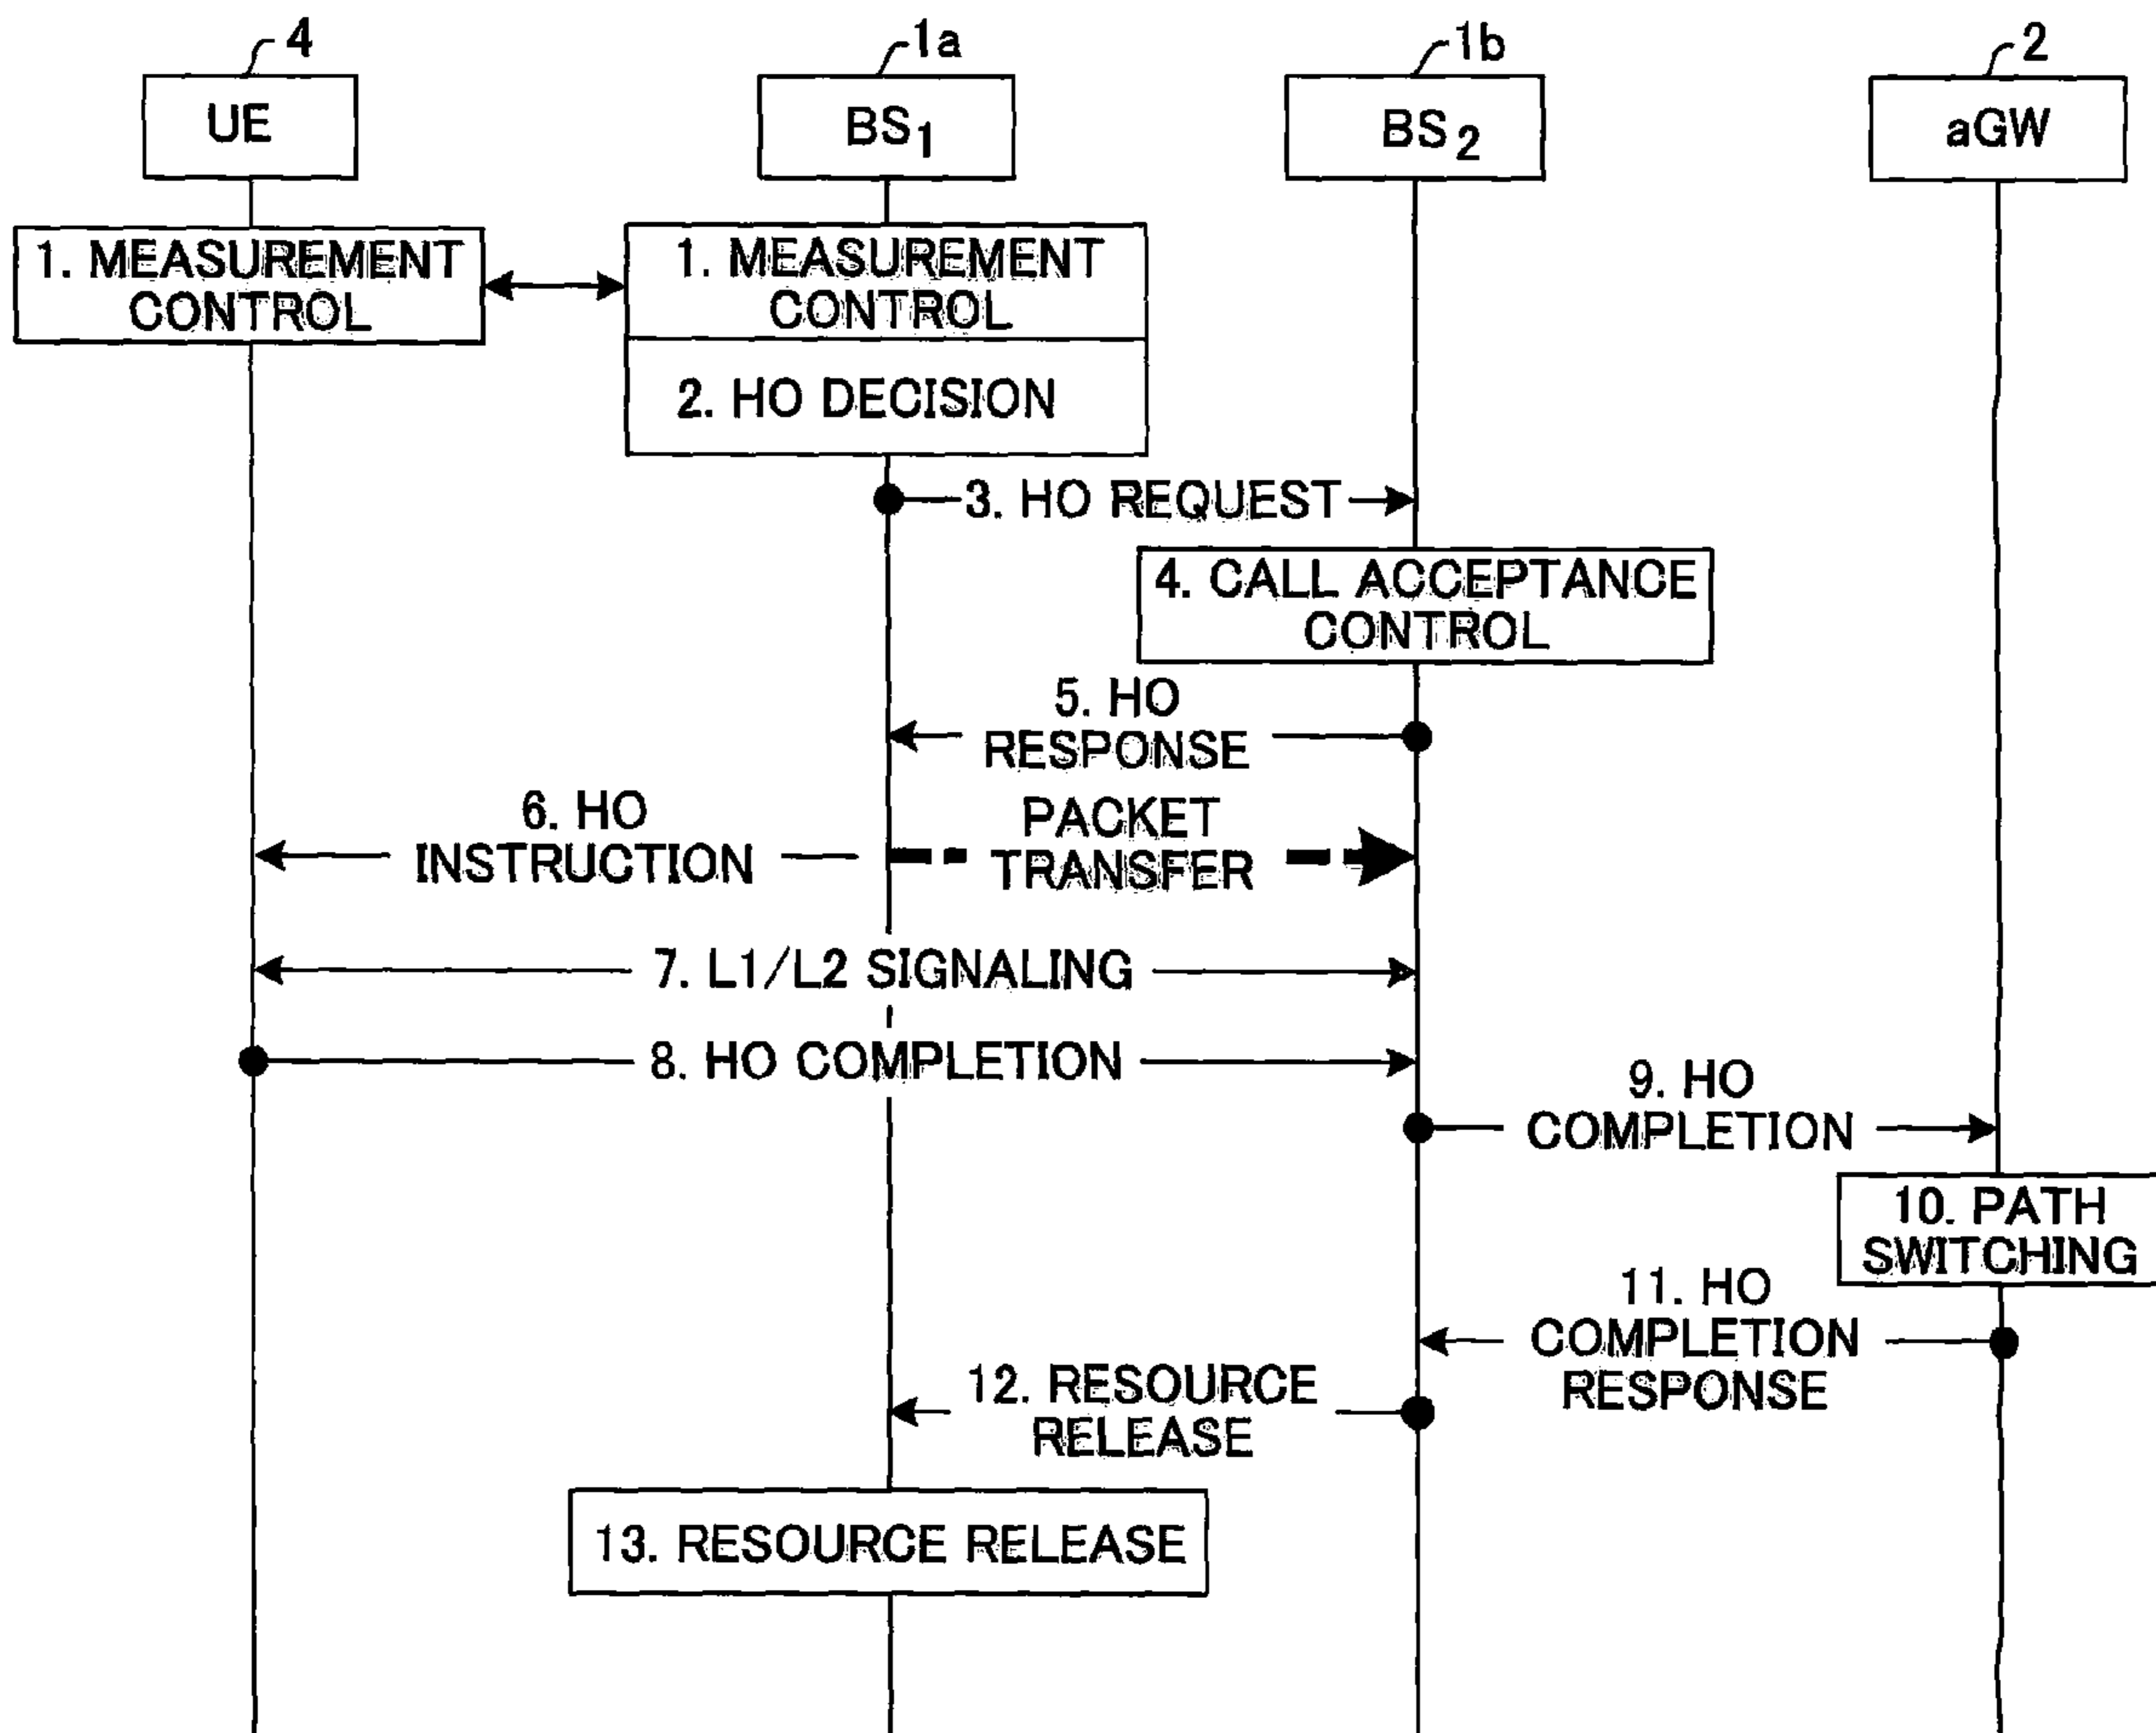 4
1a
1b
2
UE
BS1
BS2
aGW
1. MEASUREMENT
CONTROL
1. MEASUREMENT
CONTROL
2. HO DECISION
3. HO REQUEST
4. CALL ACCEPTANCE
CONTROL
5. HO
RESPONSE
6. HO
INSTRUCTION
PACKET
TRANSFER
7. L1/L2 SIGNALING
8. HO COMPLETION
9. HO
COMPLETION
10. PATH
SWITCHING
11. HO
COMPLETION
RESPONSE
12. RESOURCE
RELEASE
13. RESOURCE RELEASE